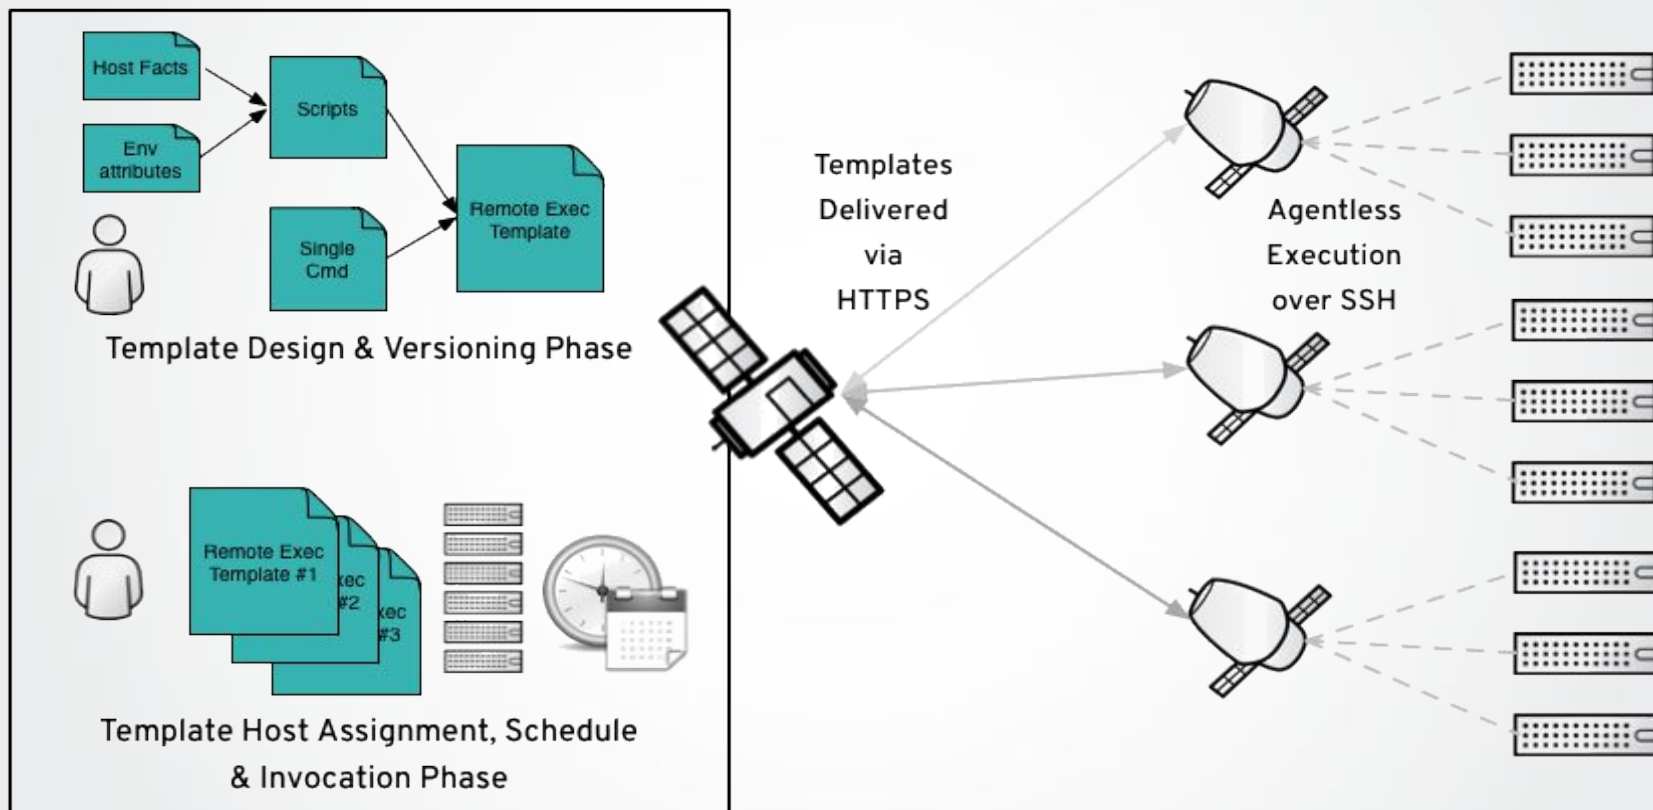 Host Facts
Env
attributes
Scripts
Single
Cmd
Remote Exec
Template
Template Design & Versioning Phase
Remote Exec
Template #1
xec
#2
xec
#3
Template Host Assignment, Schedule
& Invocation Phase
Templates
Delivered
via
HTTPS
Agentless
Execution
over SSH